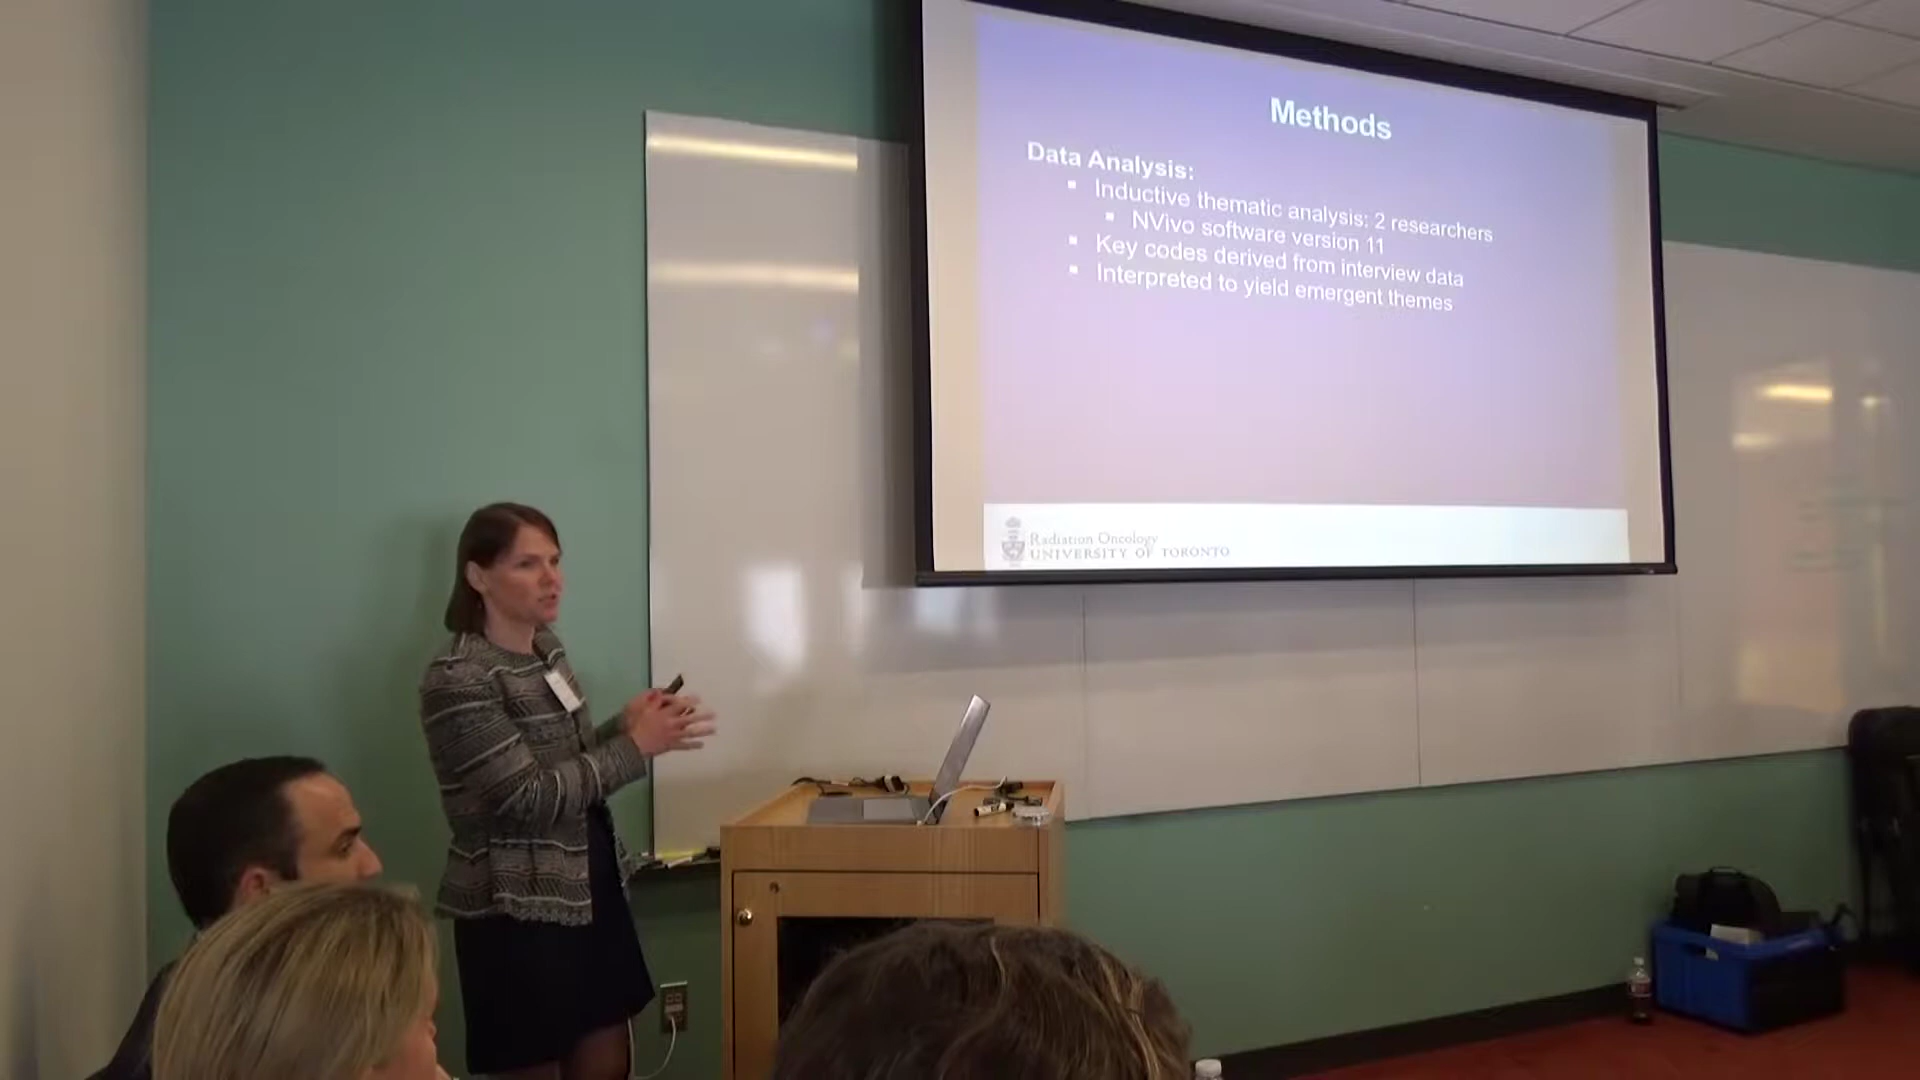 Methods
Data Analysis:
▪ Inductive thematic analysis: 2 researchers
▪ NVivo software version 11
▪ Key codes derived from interview data
▪ Interpreted to yield emergent themes
Radiation Oncology
UNIVERSITY OF TORONTO